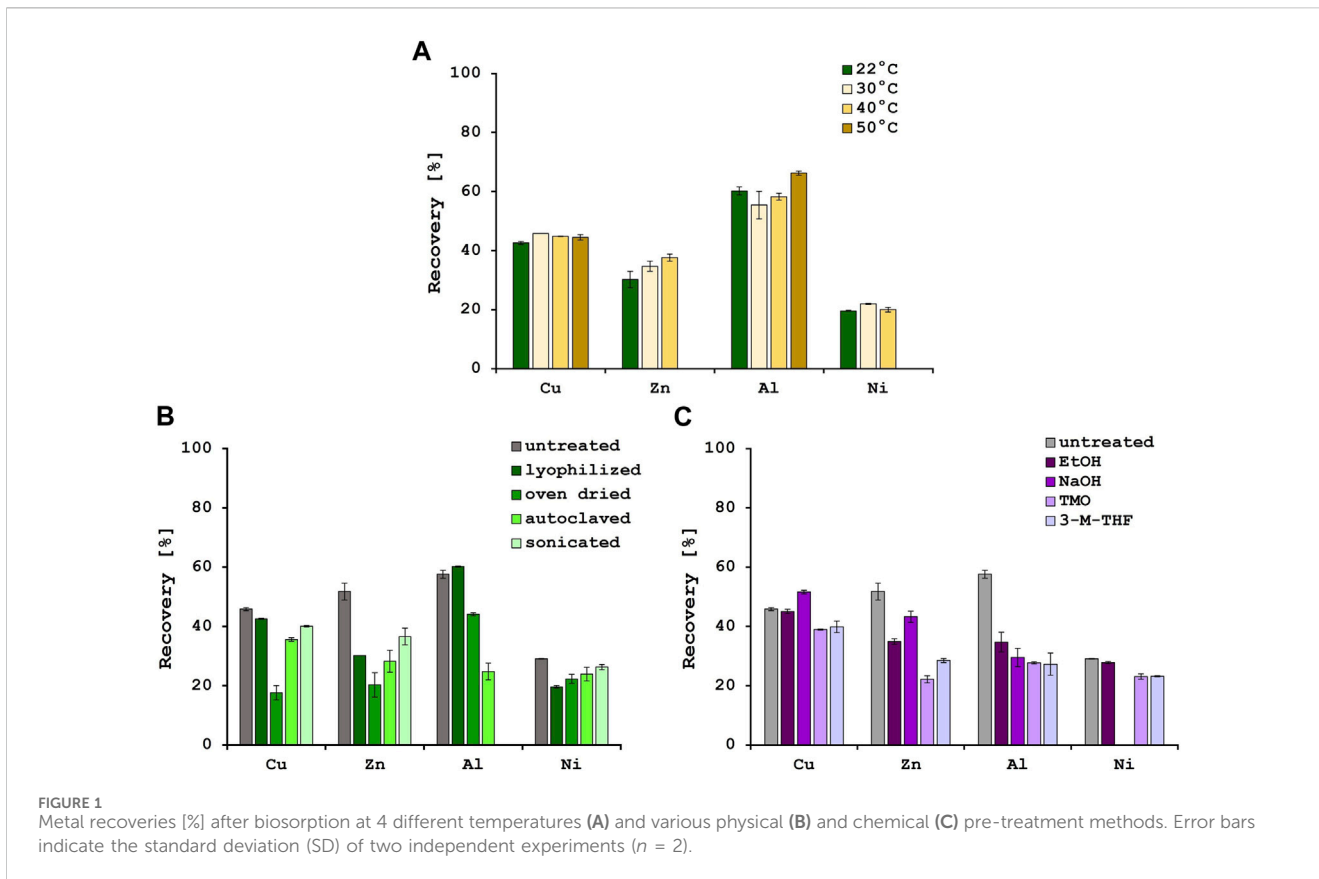 A
100
80
60
40
20
0
Recovery [%]
22°C
30°C
40°C
50°C
Cu Zn Al Ni
B
100
80
60
40
20
0
Recovery [%]
untreated
lyophilized
oven dried
autoclaved
sonicated
Cu Zn Al Ni
C
100
80
60
40
20
0
Recovery [%]
untreated
EtOH
NaOH
TMO
3-M-THF
Cu Zn Al Ni
FIGURE 1
Metal recoveries [%] after biosorption at 4 different temperatures (A) and various physical (B) and chemical (C) pre-treatment methods. Error bars
indicate the standard deviation (SD) of two independent experiments (n = 2).